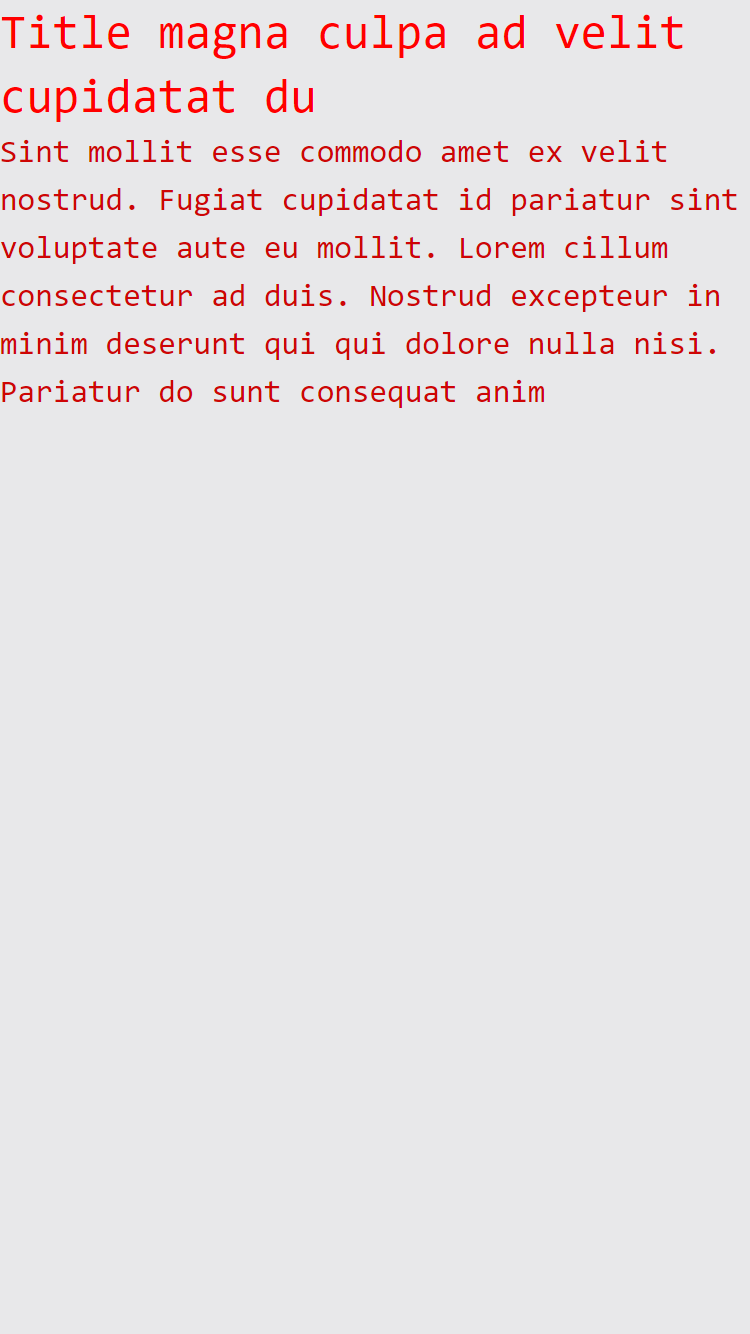 Title magna culpa ad velit
cupidatat du
Sint mollit esse commodo amet ex velit
nostrud. Fugiat cupidatat id pariatur sint
voluptate aute eu mollit. Lorem cillum
consectetur ad duis. Nostrud excepteur in
minim deserunt qui qui dolore nulla nisi.
Pariatur do sunt consequat anim